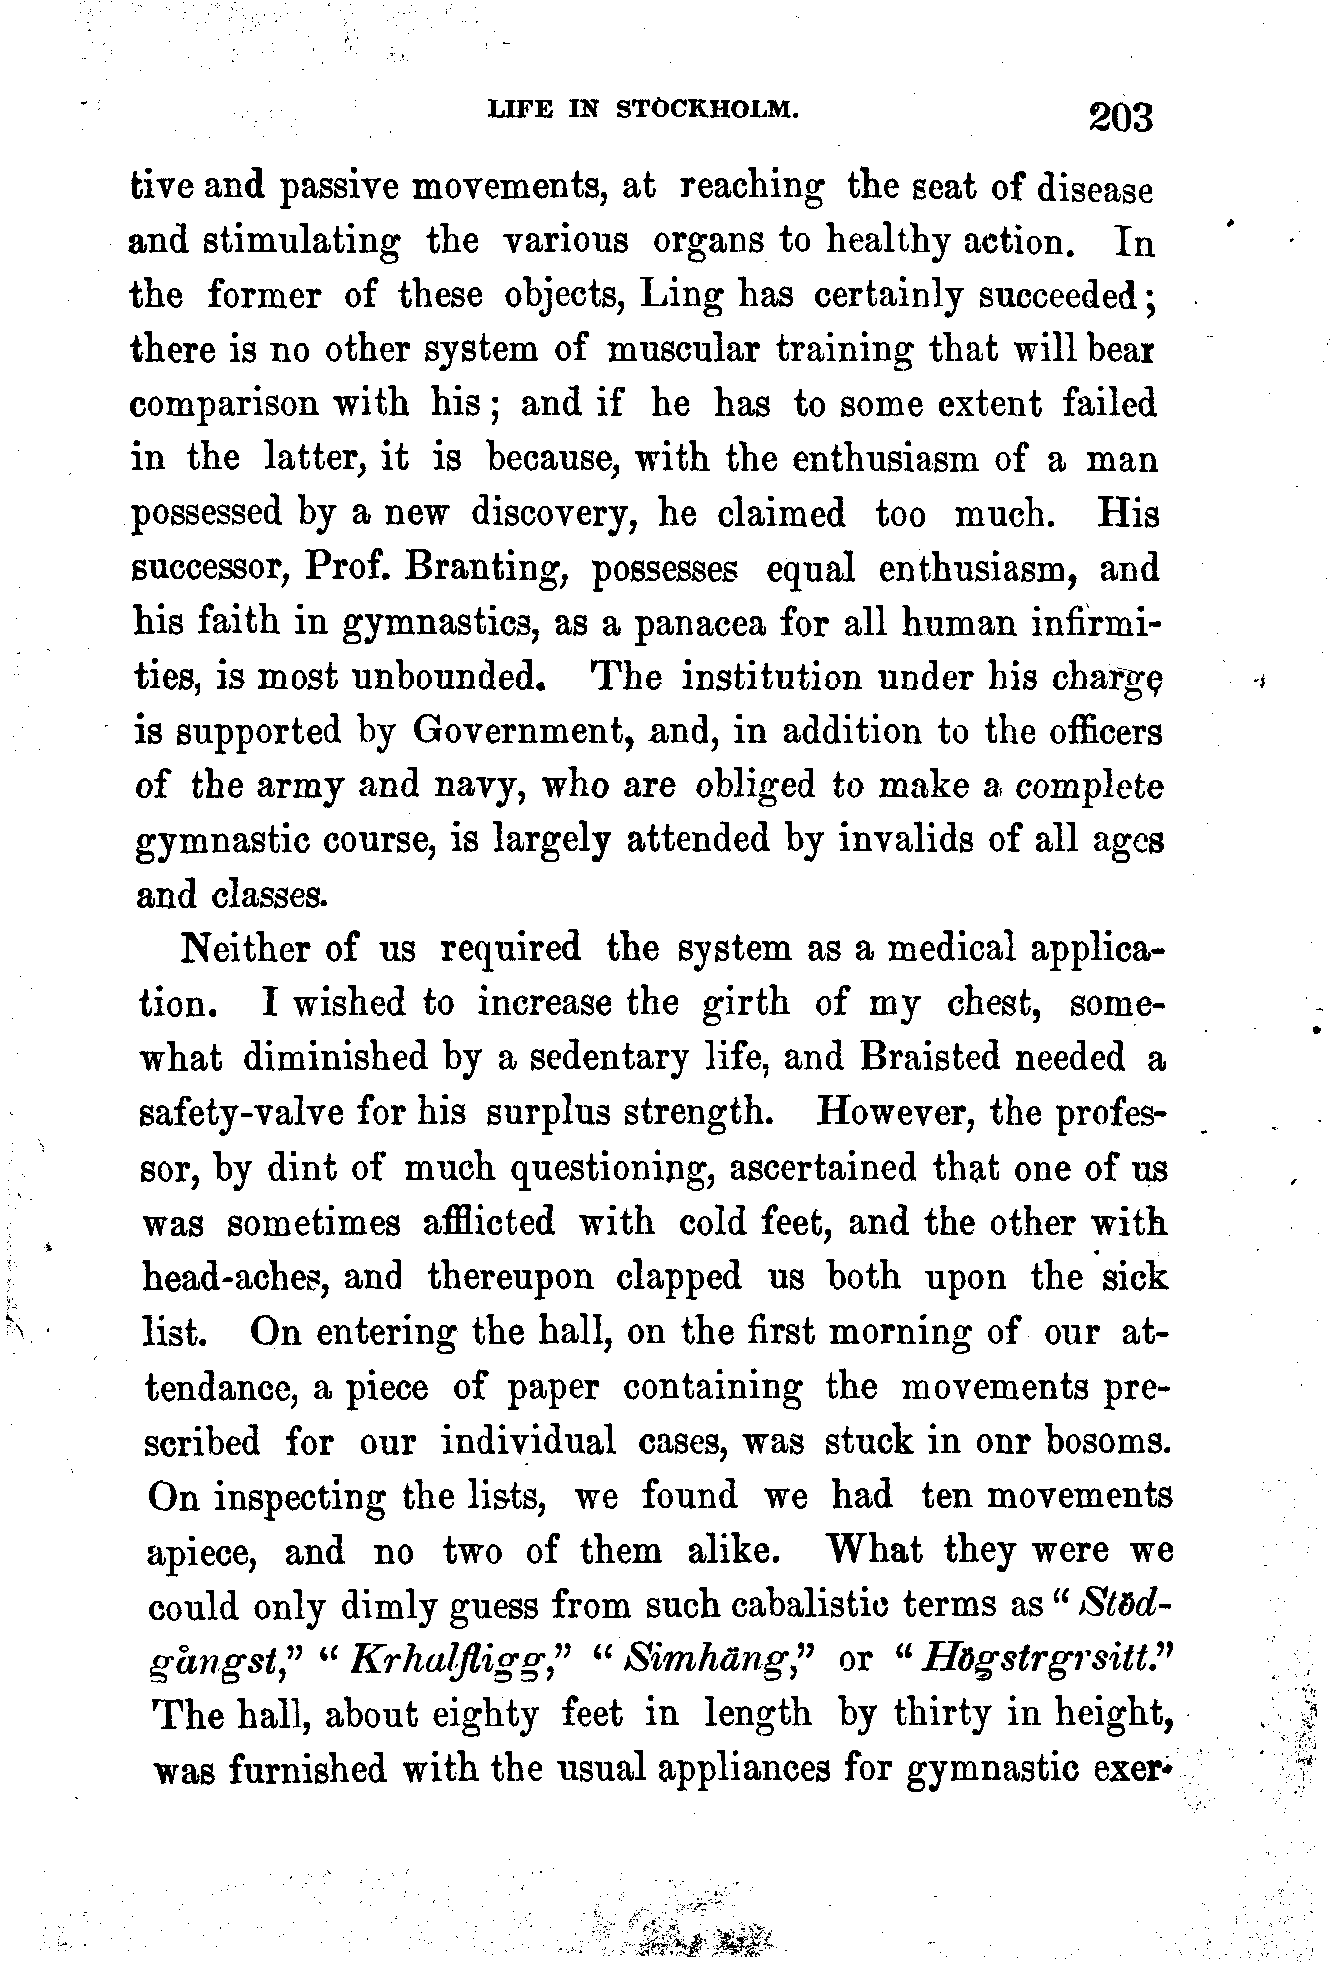 LIFE IN STOCKHOLM. 203
tive and passive movements, at reaching the seat of disease
and stimulating the various organs to healthy action. In
the former of these objects, Ling has certainly succeeded;
there is no other system of muscular training that will bear
comparison with his; and if he has to some extent failed
in the latter, it is because, with the enthusiasm of a man
possessed by a new discovery, he claimed too much. His
successor, Prof. Branting, possesses equal enthusiasm, and
his faith in gymnastics, as a panacea for all human infirmi-
ties, is most unbounded. The institution under his charge
is supported by Government, and, in addition to the officers
of the army and navy, who are obliged to make a complete
gymnastic course, is largely attended by invalids of all ages
and classes.
Neither of us required the system as a medical applica-
tion. I wished to increase the girth of my chest, some-
what diminished by a sedentary life, and Braisted needed a
safety-valve for his surplus strength. However, the profes-
sor, by dint of much questioning, ascertained that one of us
was sometimes afflicted with cold feet, and the other with
head-aches, and thereupon clapped us both upon the sick
list. On entering the hall, on the first morning of our at-
tendance, a piece of paper containing the movements pre-
scribed for our individual cases, was stuck in onr bosoms.
On inspecting the lists, we found we had ten movements
apiece, and no two of them alike. What they were we
could only dimly guess from such cabalistic terms as "Stöd-
gångst," "Krhalfligg," "Simhäng," or "Högstrgrsitt."
The hall, about eighty feet in length by thirty in height,
was furnished with the usual appliances for gymnastic exer-